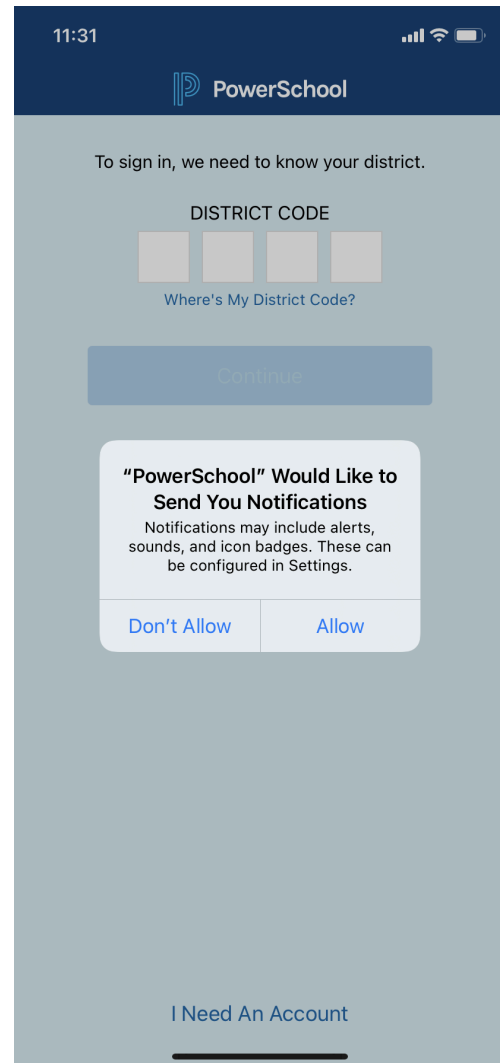 11:31
PowerSchool
To sign in, we need to know your district.
DISTRICT CODE
Where's My District Code?
Continue
“PowerSchool” Would Like to
Send You Notifications
Notifications may include alerts,
sounds, and icon badges. These can
be configured in Settings.
Don’t Allow
Allow
I Need An Account